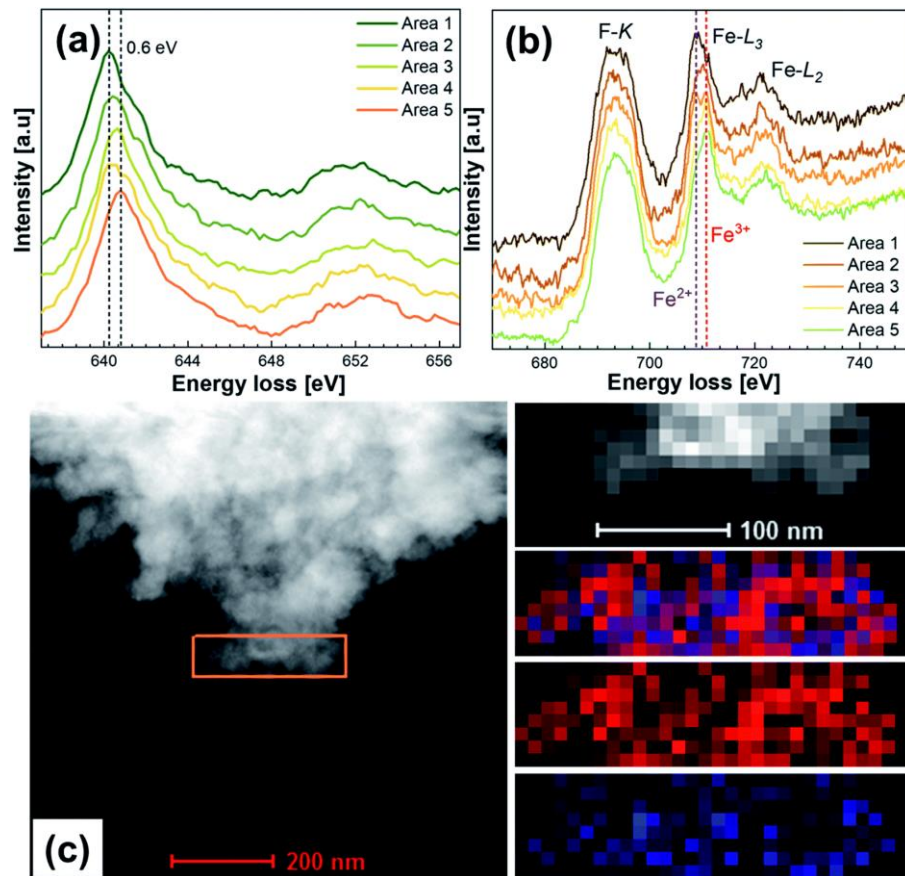 (a)
0.6 eV
Area 1
Area 2
Area 3
Area 4
Area 5
Intensity [a.u]
640 644 648 652 656
Energy loss [eV]
(b)
F-K
Fe-L3
Fe-L2
Fe3+
Fe2+
Area 1
Area 2
Area 3
Area 4
Area 5
Intensity [a.u]
680 700 720 740
Energy loss [eV]
(c)
200 nm
100 nm